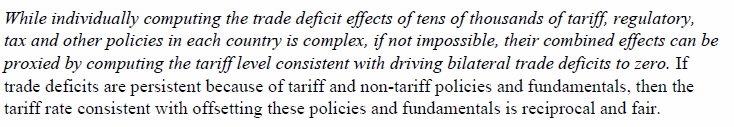 While individually computing the trade deficit effects of tens of thousands of tariff, regulatory,
tax and other policies in each country is complex, if not impossible, their combined effects can be
proxied by computing the tariff level consistent with driving bilateral trade deficits to zero. If
trade deficits are persistent because of tariff and non-tariff policies and fundamentals, then the
tariff rate consistent with offsetting these policies and fundamentals is reciprocal and fair.